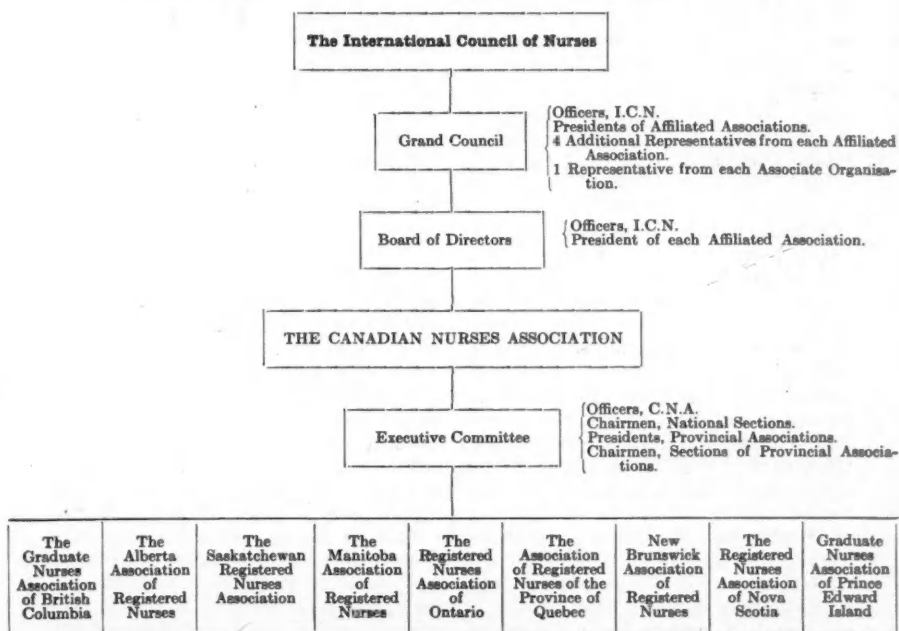 The International Council of Nurses
Grand Council
Officers, I.C.N.
Presidents of Affiliated Associations.
4 Additional Representatives from each Affiliated
Association.
1 Representative from each Associate Organisa-
tion.
Board of Directors
Officers, I.C.N.
President of each Affiliated Association.
THE CANADIAN NURSES ASSOCIATION
Executive Committee
Officers, C.N.A.
Chairmen, National Sections.
Presidents, Provincial Associations.
Chairmen, Sections of Provincial Associa-
tions.
The
Graduate
Nurses
Association
of British
Columbia
The
Alberta
Association
of
Registered
Nurses
The
Saskatchewan
Registered
Nurses
Association
The
Manitoba
Association
of
Registered
Nurses
The
Registered
Nurses
Association
of
Ontario
The
Association
of Registered
Nurses of the
Province of
Quebec
New
Brunswick
Association
of
Registered
Nurses
The
Registered
Nurses
Association
of Nova
Scotia
Graduate
Nurses
Association
of Prince
Edward
Island